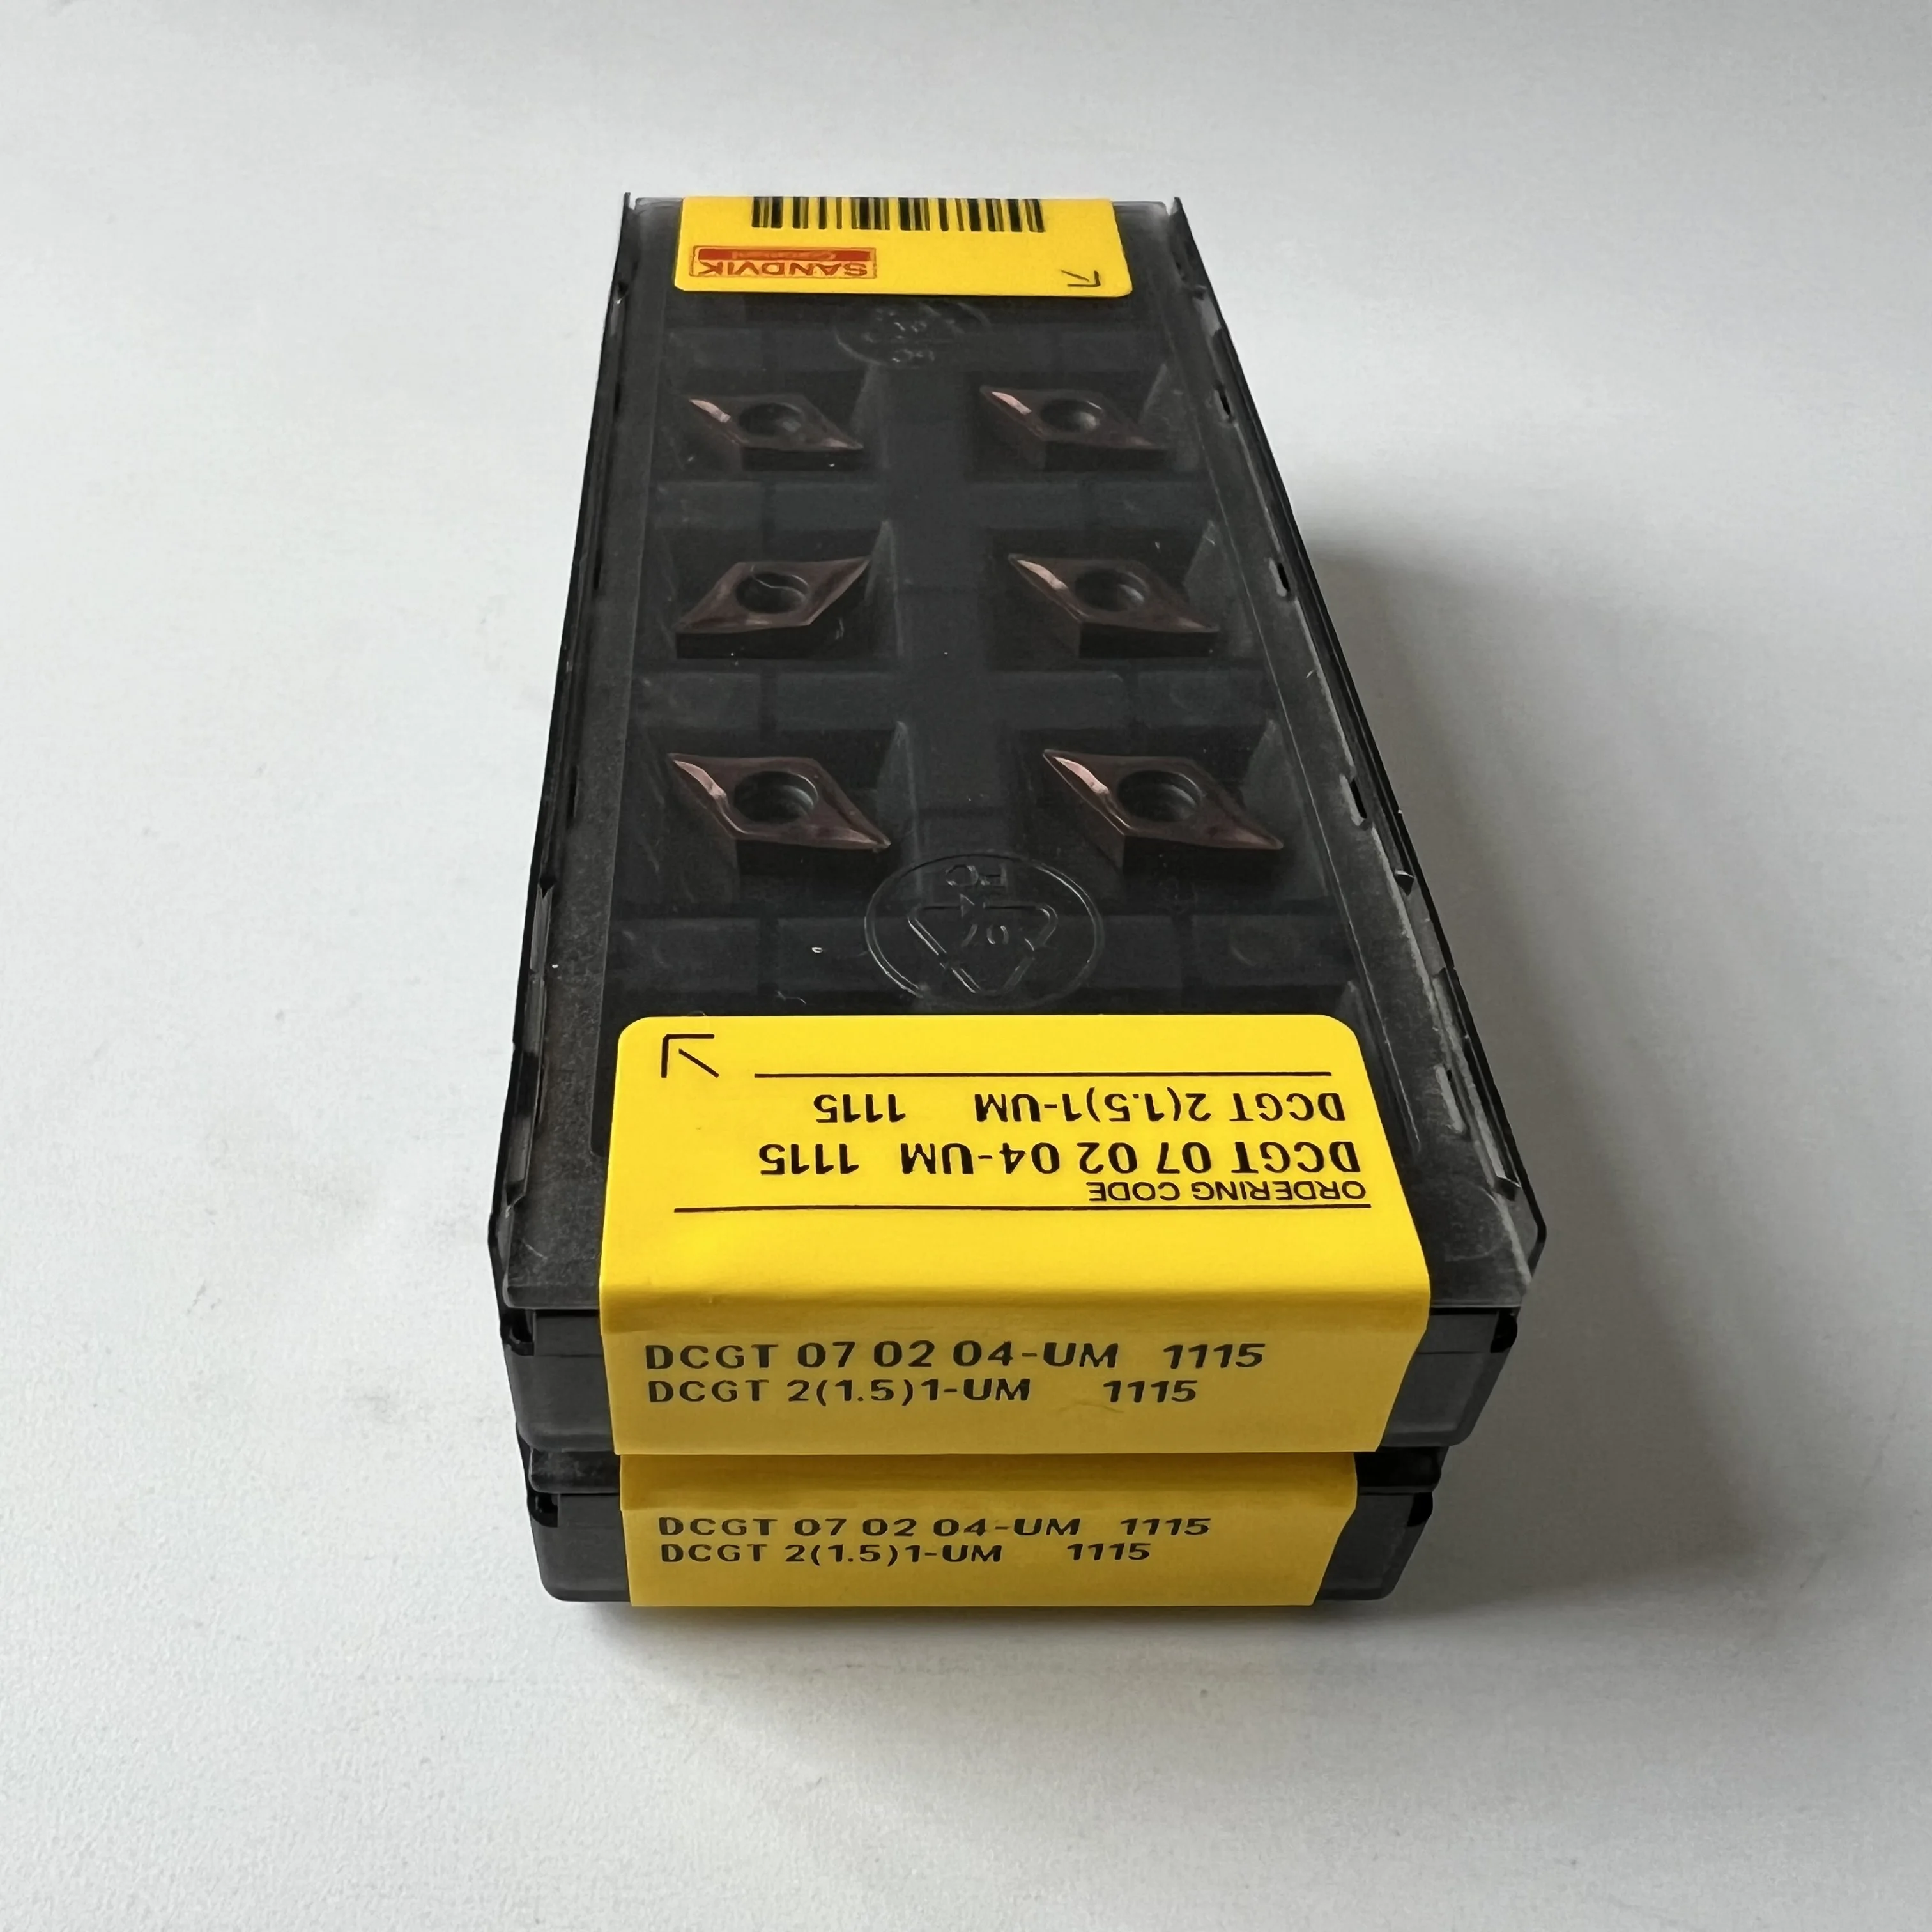 SANDVIK
Coromant
DCGT 2(1.5)1-UM 1115
DCGT 07 02 04-UM 1115
ORDERING CODE
DCGT 07 02 04-UM 1115
DCGT 2(1.5)1-UM 1115
DCGT 07 02 04-UM 1115
DCGT 2(1.5)1-UM 1115